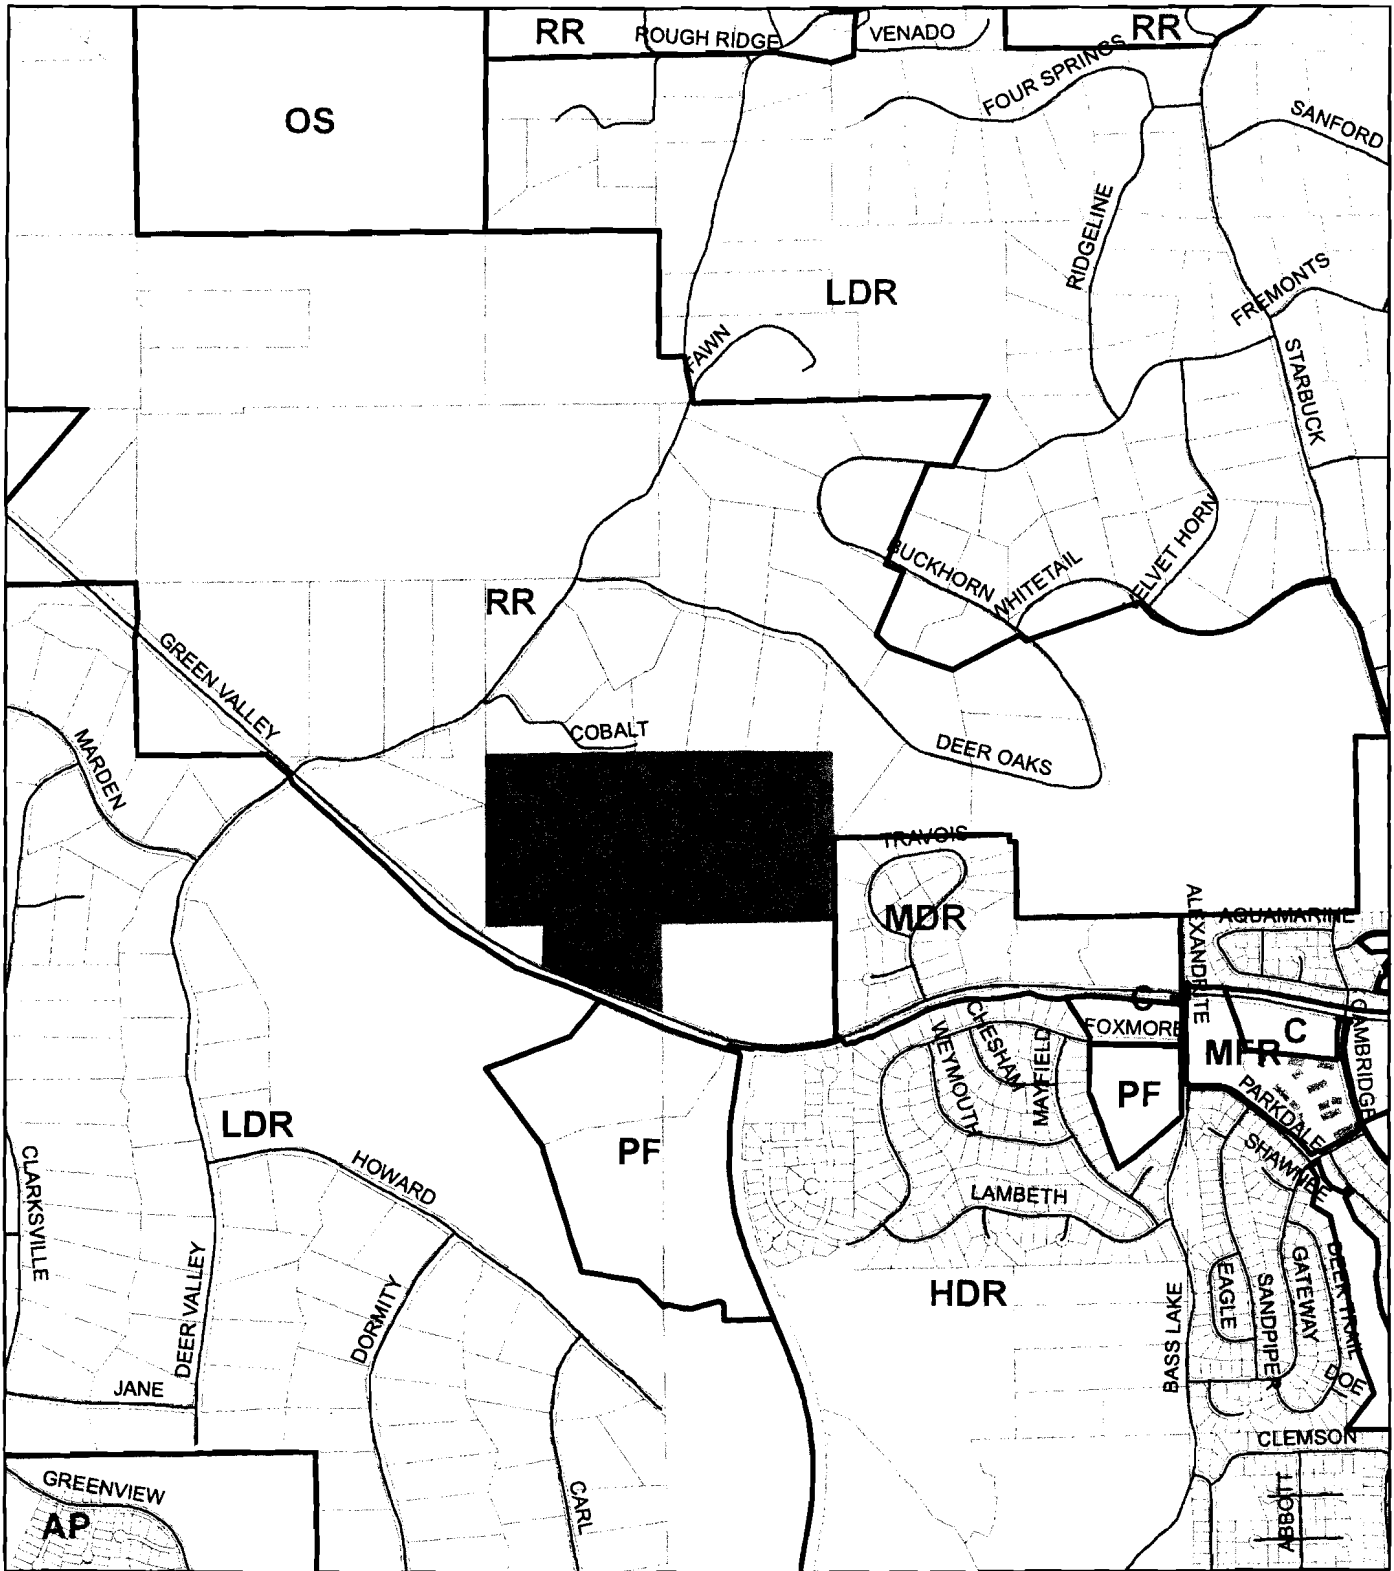 RR
ROUGH RIDGE
VENADO
RR
OS
FOUR SPRINGS
SANFORD
RIDGELINE
LDR
FREMONTS
FAWN
STARBUCK
BUCKHORN
WHITETAIL
VELVET HORN
RR
GREEN VALLEY
COBALT
MARDEN
DEER OAKS
TRAVOIS
MDR
ALEXANDRITE
AQUAMARINE
C
FOXMORE
C
CAMBRIDGE
CHESHAM
WEYMOUTH
MAYFIELD
MFR
PF
PARKDALE
LDR
PF
SHAWNEE
HOWARD
CLARKSVILLE
LAMBETH
DEER VALLEY
DORMITY
HDR
BASS LAKE
EAGLE
SANDPIPER
GATEWAY
DEER TRAIL
JANE
DOE
CLEMSON
GREENVIEW
AP
CARL
ABBOTT